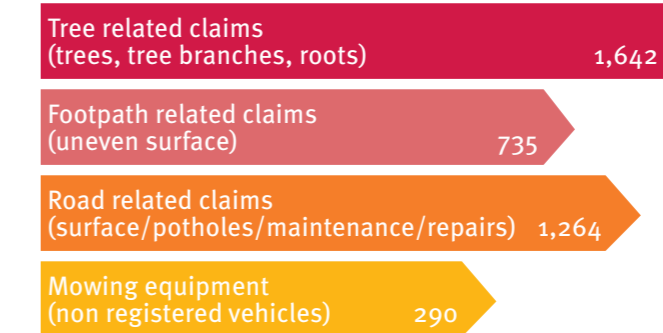 Tree related claims
(trees, tree branches, roots) 1,642
Footpath related claims
(uneven surface) 735
Road related claims
(surface/potholes/maintenance/repairs) 1,264
Mowing equipment
(non registered vehicles) 290